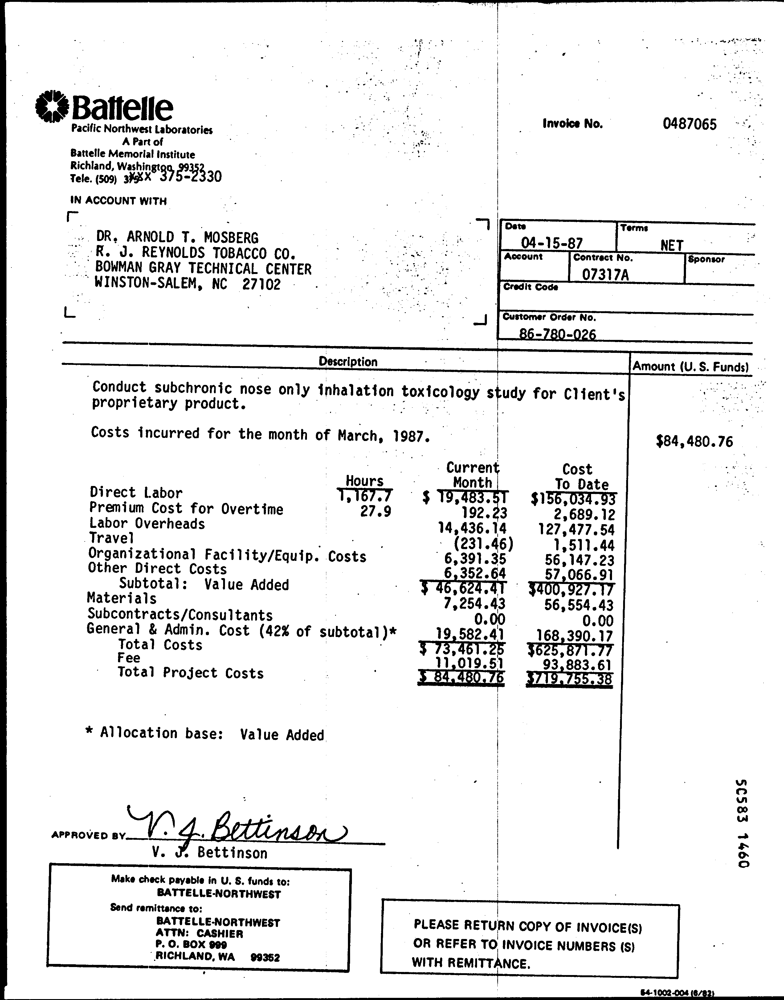 Battelle
Pacific Northwest Laboratories
A Part of
Battelle Memorial Institute
Richland, Washington 99352
Tele. (509) 375-2330
Invoice No. 0487065
IN ACCOUNT WITH
DR. ARNOLD T. MOSBERG
R. J. REYNOLDS TOBACCO CO.
BOWMAN GRAY TECHNICAL CENTER
WINSTON-SALEM, NC 27102
Date Terms
04-15-87 NET
Account Contract No. Sponsor
07317A
Credit Code
Customer Order No.
86-780-026
Description Amount (U. S. Funds)
Conduct subchronic nose only inhalation toxicology study for Client's
proprietary product.
Costs incurred for the month of March, 1987. $84,480.76
Current Cost
Hours Month To Date
Direct Labor 1,167.7 $ 19,483.51 $156,034.93
Premium Cost for Overtime 27.9 192.23 2,689.12
Labor Overheads 14,436.14 127,477.54
Travel (231.46) 1,511.44
Organizational Facility/Equip. Costs 6,391.35 56,147.23
Other Direct Costs 6,352.64 57,066.91
Subtotal: Value Added $ 46,624.41 $400,927.17
Materials 7,254.43 56,554.43
Subcontracts/Consultants 0.00 0.00
General & Admin. Cost (42% of subtotal)* 19,582.41 168,390.17
Total Costs $ 73,461.25 $625,871.77
Fee 11,019.51 93,883.61
Total Project Costs $ 84,480.76 $719,755.38
* Allocation base: Value Added
50583 1460
APPROVED BY V. J. Bettinson
V. J. Bettinson
Make check payable in U. S. funds to:
BATTELLE-NORTHWEST
Send remittance to:
BATTELLE-NORTHWEST
ATTN: CASHIER
P. O. BOX 999
RICHLAND, WA 99352
PLEASE RETURN COPY OF INVOICE(S)
OR REFER TO INVOICE NUMBERS (S)
WITH REMITTANCE.
54-1002-004 (6/82)